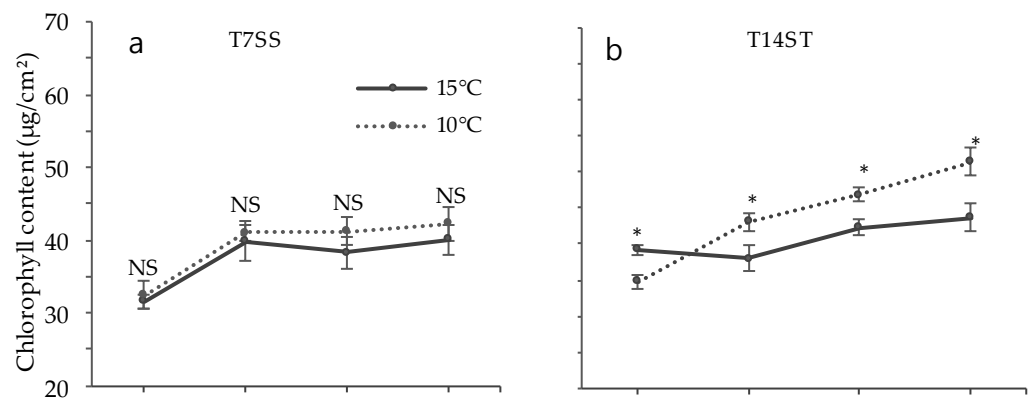 Chlorophyll content (µg/cm²)
70
60
50
40
30
20
a
T7SS
15°C
10°C
NS
NS
NS
NS
b
T14ST
*
*
*
*